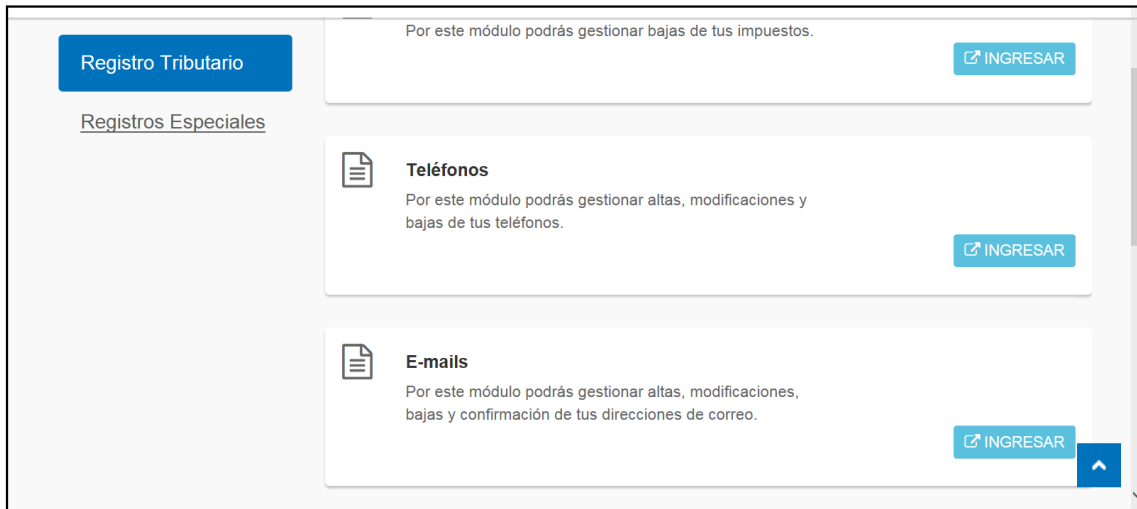 Registro Tributario
Registros Especiales
Por este módulo podrás gestionar bajas de tus impuestos.
INGRESAR
Teléfonos
Por este módulo podrás gestionar altas, modificaciones y
bajas de tus teléfonos.
INGRESAR
E-mails
Por este módulo podrás gestionar altas, modificaciones,
bajas y confirmación de tus direcciones de correo.
INGRESAR